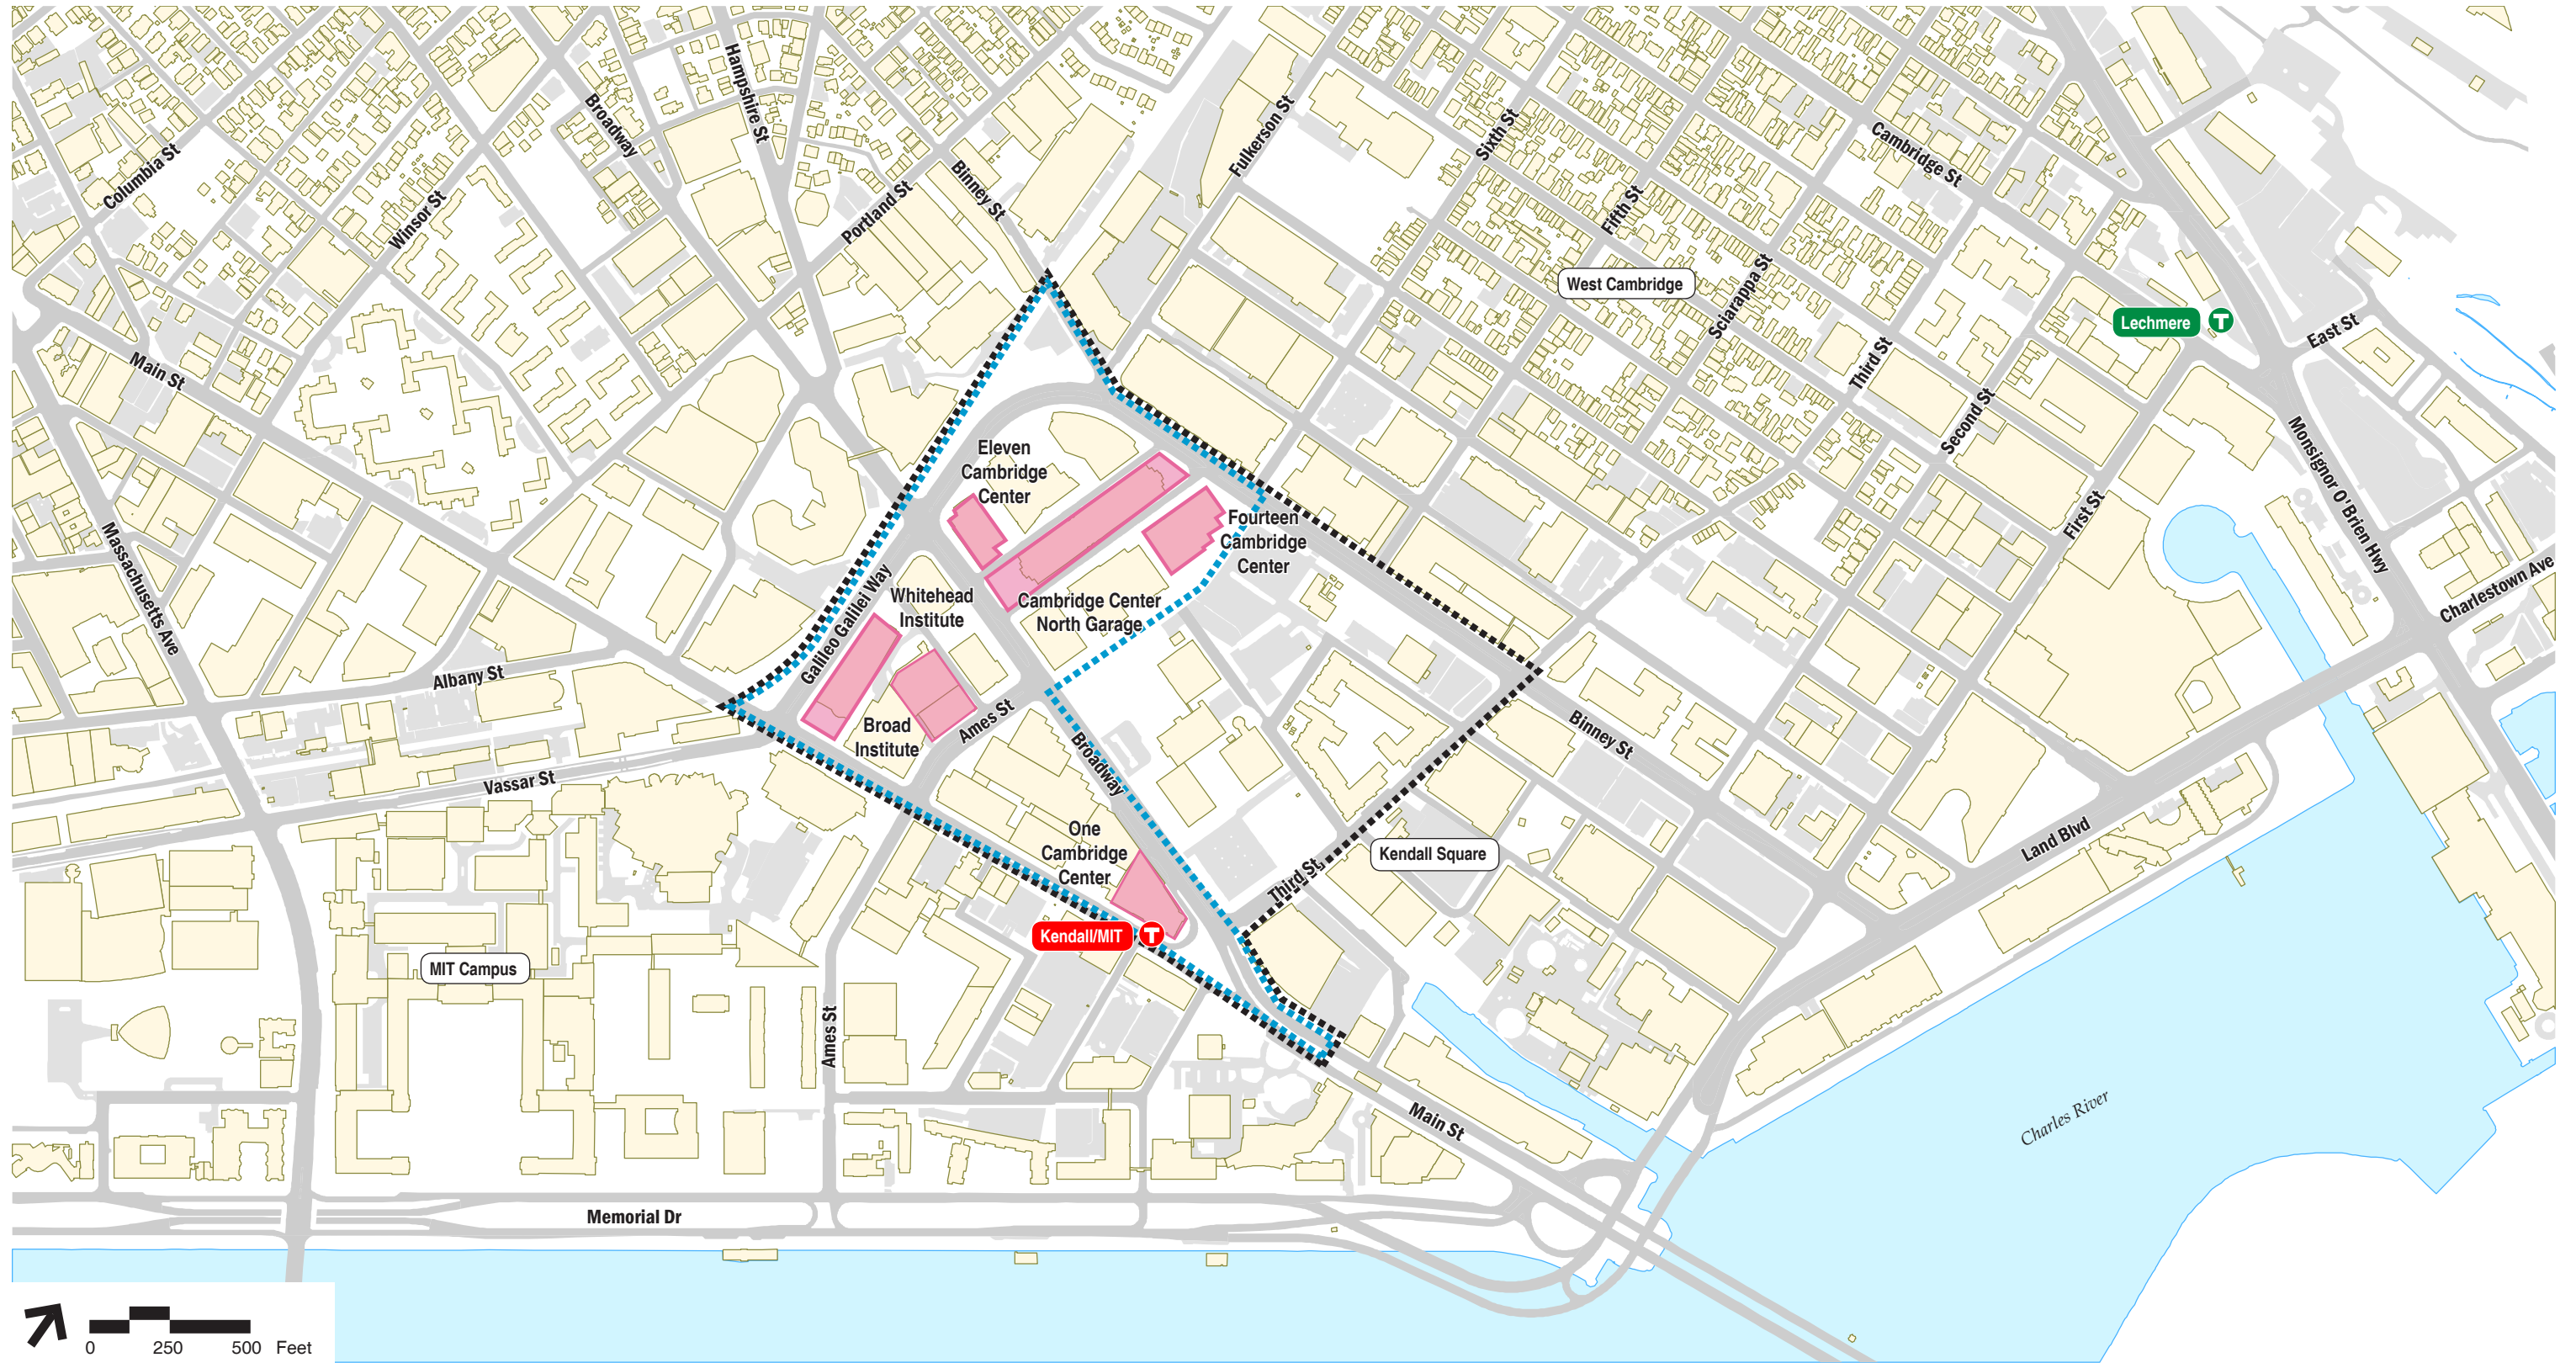 Hampshire St
Broadway
Columbia St
Winsor St
Portland St
Binney St
Fulkerson St
Sixth St
Fifth St
Cambridge St
West Cambridge
Sciarappa St
Third St
Second St
First St
Lechmere
T
East St
Monsignor O'Brien Hwy
Charlestown Ave
Main St
Massachusetts Ave
Albany St
Vassar St
Eleven
Cambridge
Center
Fourteen
Cambridge
Center
Whitehead
Institute
Cambridge Center
North Garage
Galileo Galilei Way
Broad
Institute
Ames St
Broadway
Binney St
Land Blvd
One
Cambridge
Center
Third St
Kendall Square
Kendall/MIT
T
MIT Campus
Ames St
Main St
Charles River
Memorial Dr
0 250 500 Feet